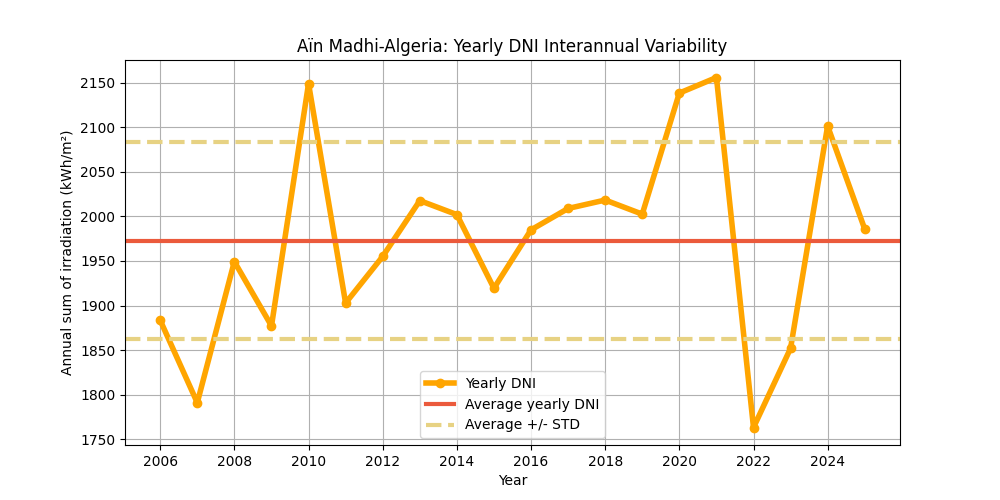 Aïn Madhi-Algeria: Yearly DNI Interannual Variability
Annual sum of irradiation (kWh/m²)
2150
2100
2050
2000
1950
1900
1850
1800
1750
Yearly DNI
Average yearly DNI
Average +/- STD
2006 2008 2010 2012 2014 2016 2018 2020 2022 2024
Year